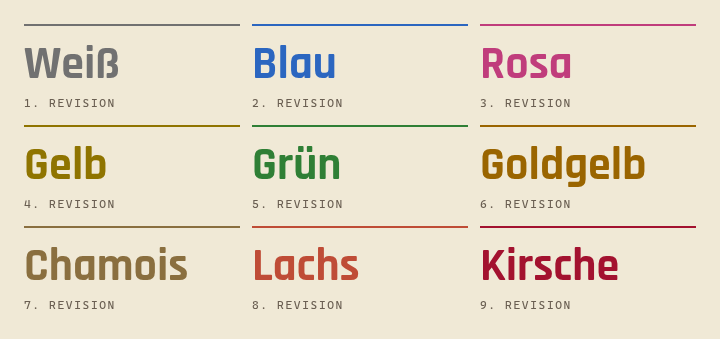 Weiß
1. REVISION
Blau
2. REVISION
Rosa
3. REVISION
Gelb
4. REVISION
Grün
5. REVISION
Goldgelb
6. REVISION
Chamois
7. REVISION
Lachs
8. REVISION
Kirsche
9. REVISION